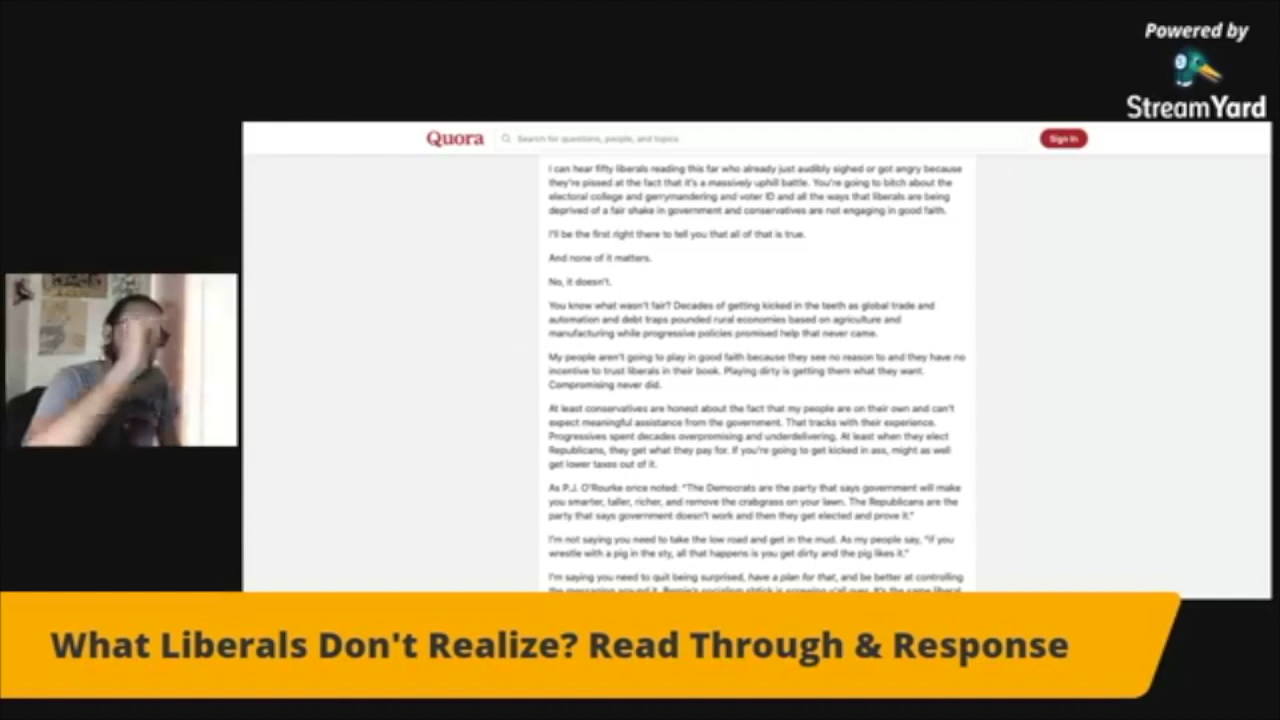 Powered by
StreamYard
Quora
Search for questions, people, and topics
Sign In
I can hear fifty liberals reading this far who already just audibly sighed or got angry because
they're pissed at the fact that it's a massively uphill battle. You're going to bitch about the
electoral college and gerrymandering and voter ID and all the ways that liberals are being
deprived of a fair shake in government and conservatives are not engaging in good faith.
I'll be the first right there to tell you that all of that is true.
And none of it matters.
No, it doesn't.
You know what wasn't fair? Decades of getting kicked in the teeth as global trade and
automation and debt traps pounded rural economies based on agriculture and
manufacturing while progressive policies promised help that never came.
My people aren't going to play in good faith because they see no reason to and they have no
incentive to trust liberals in their book. Playing dirty is getting them what they want.
Compromising never did.
At least conservatives are honest about the fact that my people are on their own and can't
expect meaningful assistance from the government. That tracks with their experience.
Progressives spent decades overpromising and underdelivering. At least when they elect
Republicans, they get what they pay for. If you're going to get kicked in ass, might as well
get lower taxes out of it.
As P.J. O'Rourke once noted: "The Democrats are the party that says government will make
you smarter, taller, richer, and remove the crabgrass on your lawn. The Republicans are the
party that says government doesn't work and then they get elected and prove it."
I'm not saying you need to take the low road and get in the mud. As my people say, "if you
wrestle with a pig in the sty, all that happens is you get dirty and the pig likes it."
I'm saying you need to quit being surprised, have a plan for that, and be better at controlling
the messaging around it. Bernie's socialism shtick is screwing y'all over. It's the same liberal
What Liberals Don't Realize? Read Through & Response